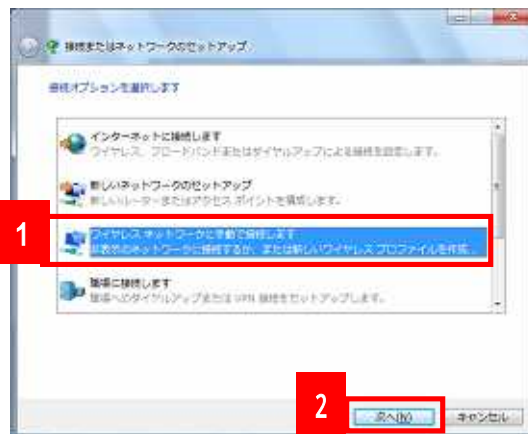 接続またはネットワークのセットアップ
接続オプションを選択します
インターネットに接続します
ワイヤレス、ブロードバンドまたはダイヤルアップによる接続を設定します。
新しいネットワークのセットアップ
新しいルーターまたはアクセス ポイントを構成します。
1
ワイヤレス ネットワークに手動で接続します
非表示のネットワークに接続するか、または新しいワイヤレス プロファイルを作成...
職場に接続します
職場へのダイヤルアップまたは VPN 接続をセットアップします。
2
次へ(N)
キャンセル